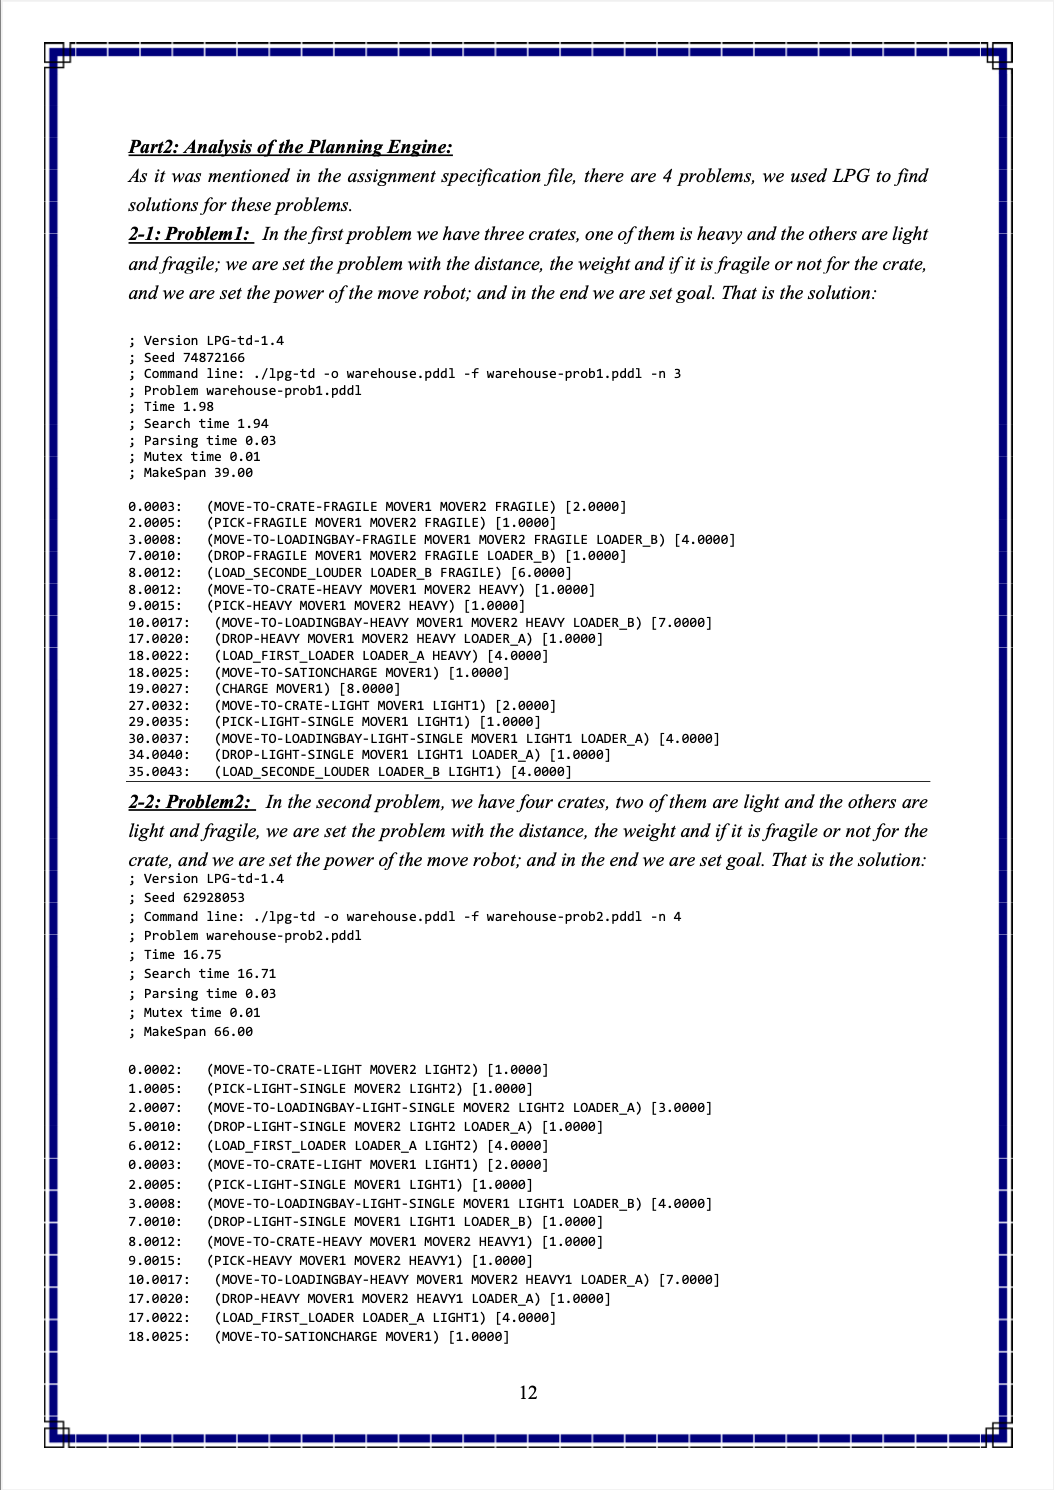 Part2: Analysis of the Planning Engine:
As it was mentioned in the assignment specification file, there are 4 problems, we used LPG to find
solutions for these problems.
2-1: Problem1: In the first problem we have three crates, one of them is heavy and the others are light
and fragile; we are set the problem with the distance, the weight and if it is fragile or not for the crate,
and we are set the power of the move robot; and in the end we are set goal. That is the solution:
; Version LPG-td-1.4
; Seed 74872166
; Command line: ./lpg-td -o warehouse.pddl -f warehouse-prob1.pddl -n 3
; Problem warehouse-prob1.pddl
; Time 1.98
; Search time 1.94
; Parsing time 0.03
; Mutex time 0.01
; MakeSpan 39.00
0.0003: (MOVE-TO-CRATE-FRAGILE MOVER1 MOVER2 FRAGILE) [2.0000]
2.0005: (PICK-FRAGILE MOVER1 MOVER2 FRAGILE) [1.0000]
3.0008: (MOVE-TO-LOADINGBAY-FRAGILE MOVER1 MOVER2 FRAGILE LOADER_B) [4.0000]
7.0010: (DROP-FRAGILE MOVER1 MOVER2 FRAGILE LOADER_B) [1.0000]
8.0012: (LOAD_SECONDE_LOUDER LOADER_B FRAGILE) [6.0000]
8.0012: (MOVE-TO-CRATE-HEAVY MOVER1 MOVER2 HEAVY) [1.0000]
9.0015: (PICK-HEAVY MOVER1 MOVER2 HEAVY) [1.0000]
10.0017: (MOVE-TO-LOADINGBAY-HEAVY MOVER1 MOVER2 HEAVY LOADER_B) [7.0000]
17.0020: (DROP-HEAVY MOVER1 MOVER2 HEAVY LOADER_A) [1.0000]
18.0022: (LOAD_FIRST_LOADER LOADER_A HEAVY) [4.0000]
18.0025: (MOVE-TO-SATIONCHARGE MOVER1) [1.0000]
19.0027: (CHARGE MOVER1) [8.0000]
27.0032: (MOVE-TO-CRATE-LIGHT MOVER1 LIGHT1) [2.0000]
29.0035: (PICK-LIGHT-SINGLE MOVER1 LIGHT1) [1.0000]
30.0037: (MOVE-TO-LOADINGBAY-LIGHT-SINGLE MOVER1 LIGHT1 LOADER_A) [4.0000]
34.0040: (DROP-LIGHT-SINGLE MOVER1 LIGHT1 LOADER_A) [1.0000]
35.0043: (LOAD_SECONDE_LOUDER LOADER_B LIGHT1) [4.0000]
2-2: Problem2: In the second problem, we have four crates, two of them are light and the others are
light and fragile, we are set the problem with the distance, the weight and if it is fragile or not for the
crate, and we are set the power of the move robot; and in the end we are set goal. That is the solution:
; Version LPG-td-1.4
; Seed 62928053
; Command line: ./lpg-td -o warehouse.pddl -f warehouse-prob2.pddl -n 4
; Problem warehouse-prob2.pddl
; Time 16.75
; Search time 16.71
; Parsing time 0.03
; Mutex time 0.01
; MakeSpan 66.00
0.0002: (MOVE-TO-CRATE-LIGHT MOVER2 LIGHT2) [1.0000]
1.0005: (PICK-LIGHT-SINGLE MOVER2 LIGHT2) [1.0000]
2.0007: (MOVE-TO-LOADINGBAY-LIGHT-SINGLE MOVER2 LIGHT2 LOADER_A) [3.0000]
5.0010: (DROP-LIGHT-SINGLE MOVER2 LIGHT2 LOADER_A) [1.0000]
6.0012: (LOAD_FIRST_LOADER LOADER_A LIGHT2) [4.0000]
0.0003: (MOVE-TO-CRATE-LIGHT MOVER1 LIGHT1) [2.0000]
2.0005: (PICK-LIGHT-SINGLE MOVER1 LIGHT1) [1.0000]
3.0008: (MOVE-TO-LOADINGBAY-LIGHT-SINGLE MOVER1 LIGHT1 LOADER_B) [4.0000]
7.0010: (DROP-LIGHT-SINGLE MOVER1 LIGHT1 LOADER_B) [1.0000]
8.0012: (MOVE-TO-CRATE-HEAVY MOVER1 MOVER2 HEAVY1) [1.0000]
9.0015: (PICK-HEAVY MOVER1 MOVER2 HEAVY1) [1.0000]
10.0017: (MOVE-TO-LOADINGBAY-HEAVY MOVER1 MOVER2 HEAVY1 LOADER_A) [7.0000]
17.0020: (DROP-HEAVY MOVER1 MOVER2 HEAVY1 LOADER_A) [1.0000]
17.0022: (LOAD_FIRST_LOADER LOADER_A LIGHT1) [4.0000]
18.0025: (MOVE-TO-SATIONCHARGE MOVER1) [1.0000]
12